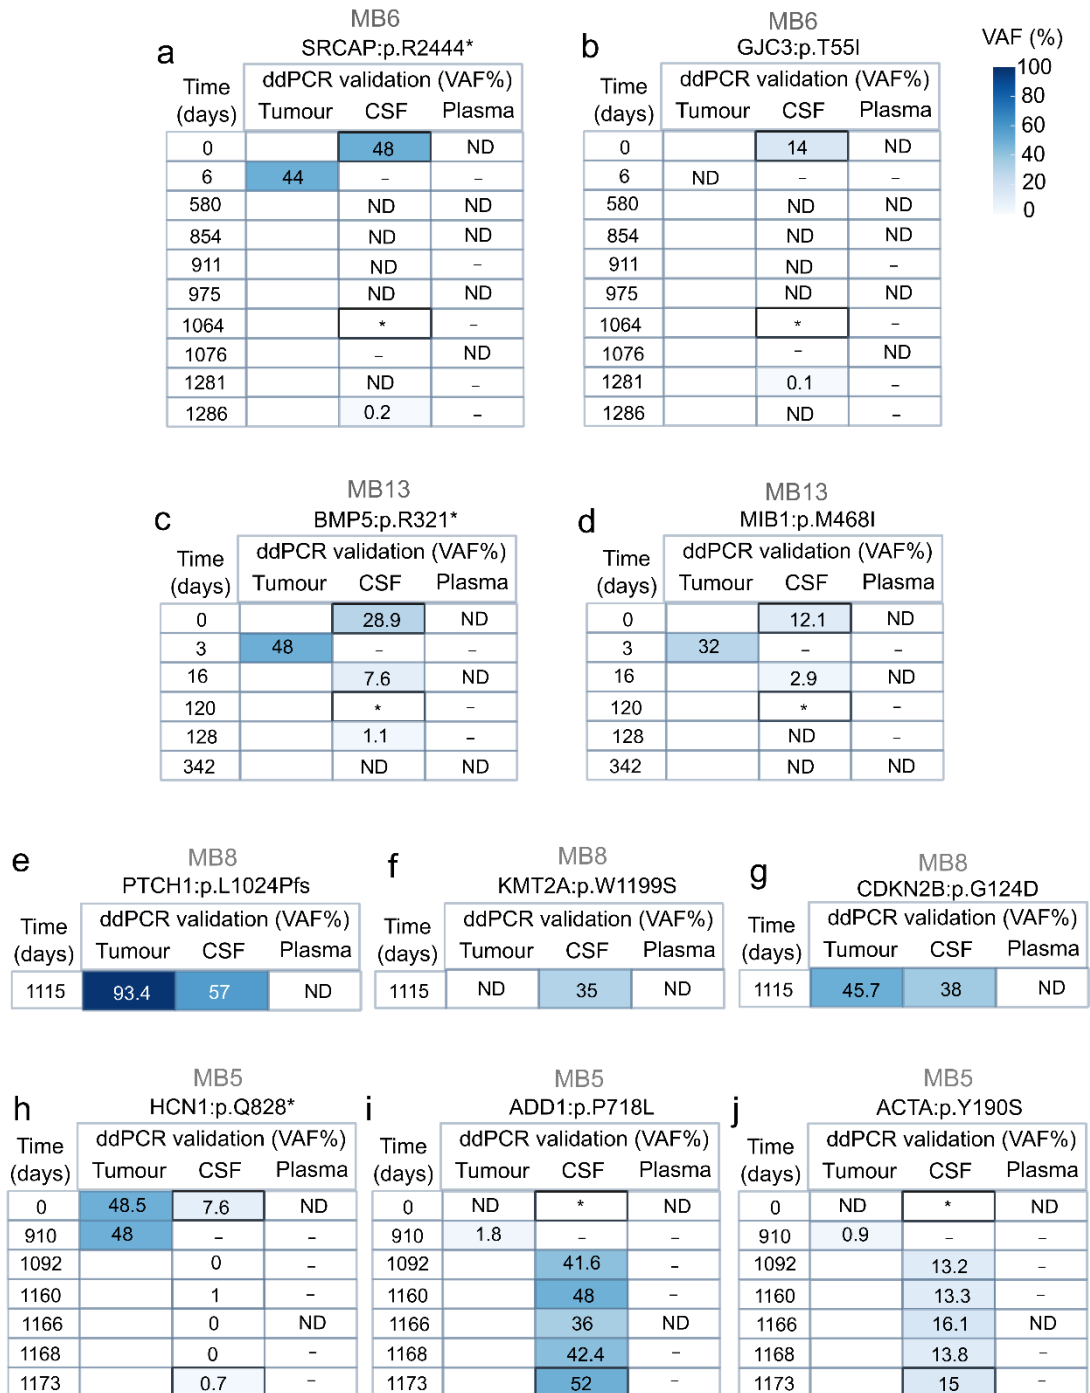 MB6
a
SRCAP:p.R2444*
Time
(days)
ddPCR validation (VAF%)
Tumour CSF Plasma
0 48 ND
6 44 – –
580 ND ND
854 ND ND
911 ND –
975 ND ND
1064 * –
1076 – ND
1281 ND –
1286 0.2 –
MB6
b
GJC3:p.T55I
Time
(days)
ddPCR validation (VAF%)
Tumour CSF Plasma
0 14 ND
6 ND – –
580 ND ND
854 ND ND
911 ND –
975 ND ND
1064 * –
1076 – ND
1281 0.1 –
1286 ND –
VAF (%)
100
80
60
40
20
0
MB13
c
BMP5:p.R321*
Time
(days)
ddPCR validation (VAF%)
Tumour CSF Plasma
0 28.9 ND
3 48 – –
16 7.6 ND
120 * –
128 1.1 –
342 ND ND
MB13
d
MIB1:p.M468I
Time
(days)
ddPCR validation (VAF%)
Tumour CSF Plasma
0 12.1 ND
3 32 – –
16 2.9 ND
120 * –
128 ND –
342 ND ND
e
MB8
PTCH1:p.L1024Pfs
Time
(days)
ddPCR validation (VAF%)
Tumour CSF Plasma
1115 93.4 57 ND
f
MB8
KMT2A:p.W1199S
Time
(days)
ddPCR validation (VAF%)
Tumour CSF Plasma
1115 ND 35 ND
g
MB8
CDKN2B:p.G124D
Time
(days)
ddPCR validation (VAF%)
Tumour CSF Plasma
1115 45.7 38 ND
MB5
h
HCN1:p.Q828*
Time
(days)
ddPCR validation (VAF%)
Tumour CSF Plasma
0 48.5 7.6 ND
910 48 – –
1092 0 –
1160 1 –
1166 0 ND
1168 0 –
1173 0.7 –
MB5
i
ADD1:p.P718L
Time
(days)
ddPCR validation (VAF%)
Tumour CSF Plasma
0 ND * ND
910 1.8 – –
1092 41.6 –
1160 48 –
1166 36 ND
1168 42.4 –
1173 52 –
MB5
j
ACTA:p.Y190S
Time
(days)
ddPCR validation (VAF%)
Tumour CSF Plasma
0 ND * ND
910 0.9 – –
1092 13.2 –
1160 13.3 –
1166 16.1 ND
1168 13.8 –
1173 15 –